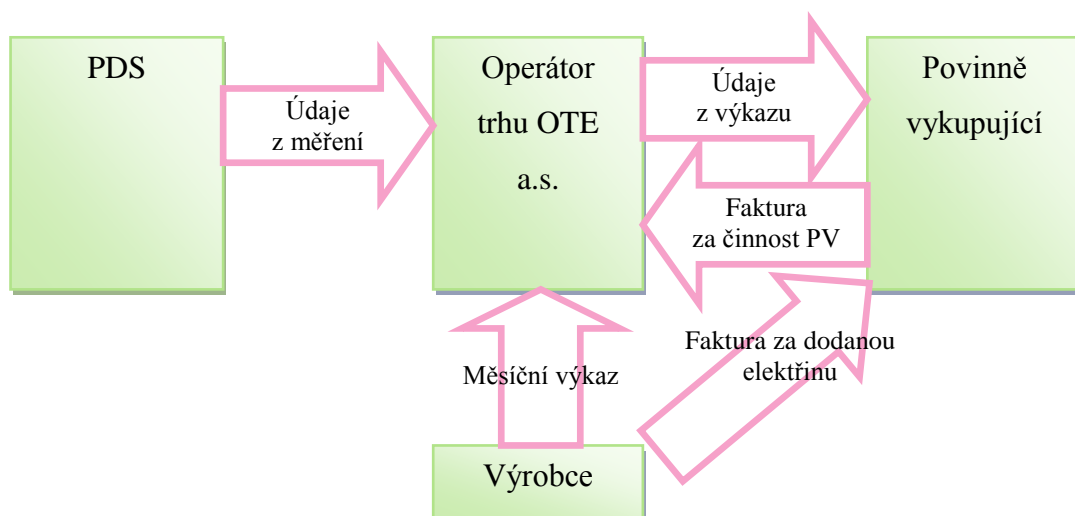 PDS
Údaje
z měření
Operátor
trhu OTE
a.s.
Údaje
z výkazu
Povinně
vykupující
Faktura
za činnost PV
Měsíční výkaz
Faktura za dodanou
elektřinu
Výrobce